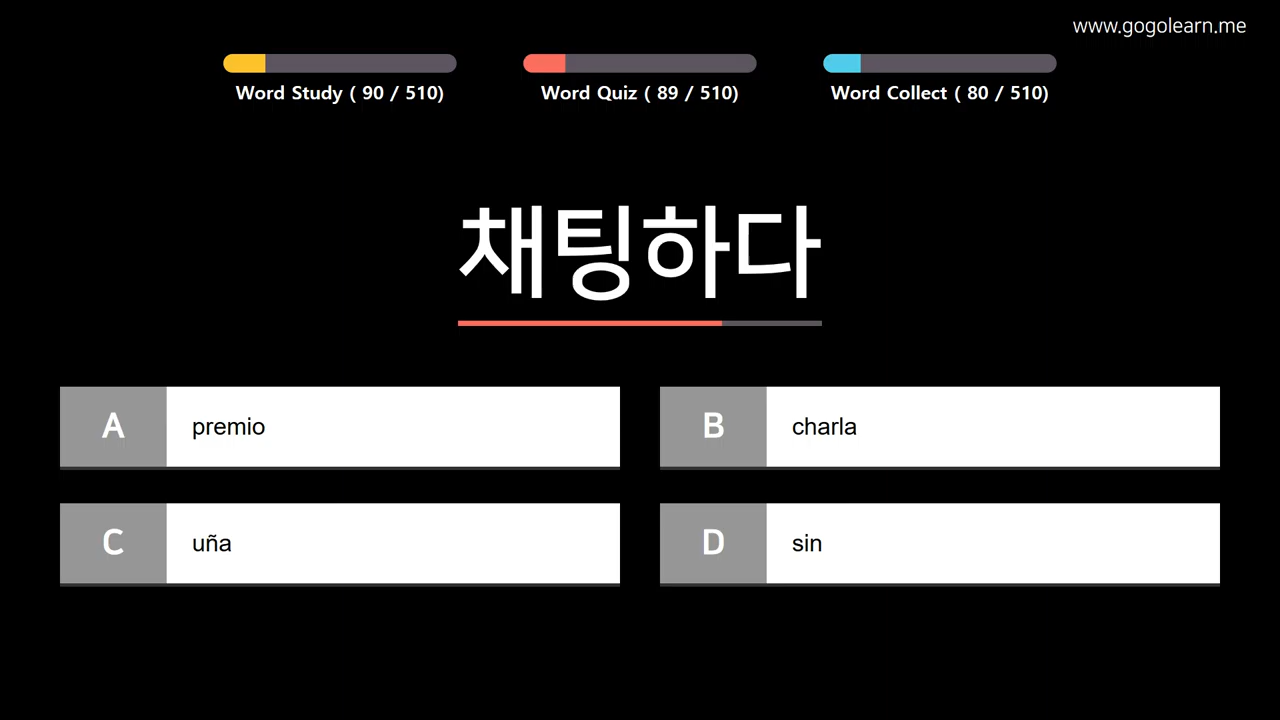 www.gogolearn.me
Word Study ( 90 / 510)
Word Quiz ( 89 / 510)
Word Collect ( 80 / 510)
채팅하다
A premio
B charla
C uña
D sin